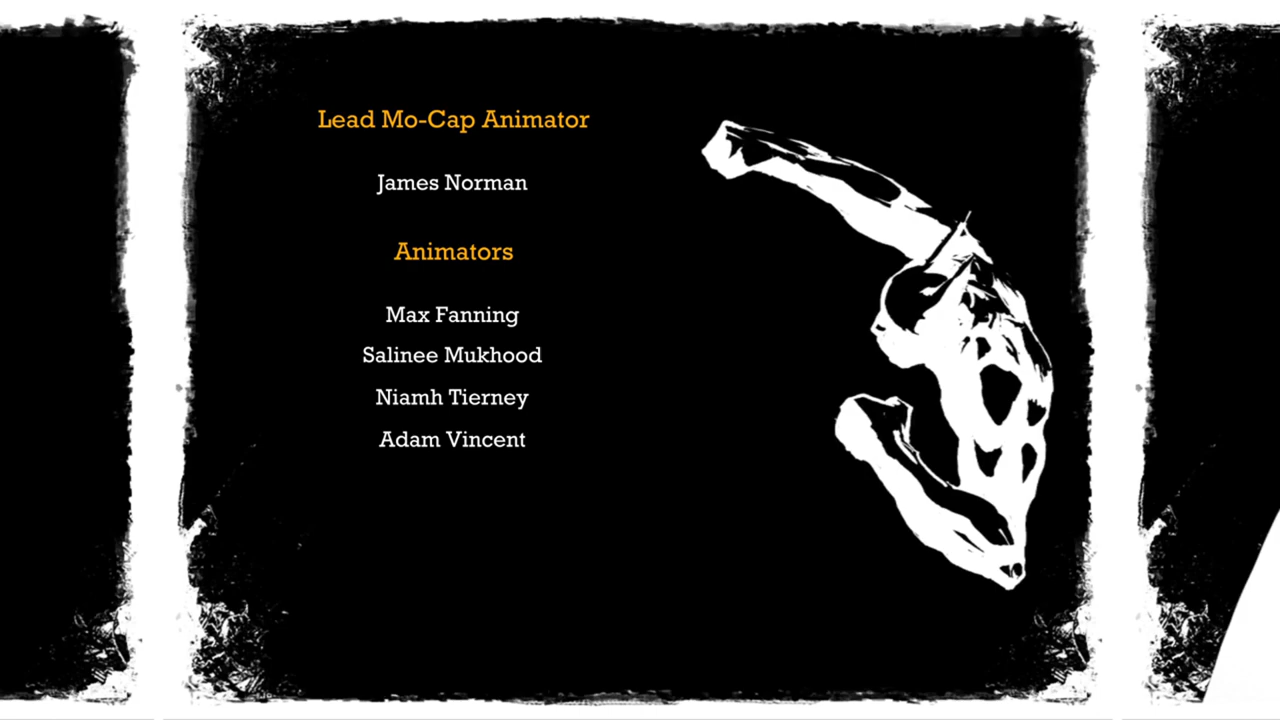 Lead Mo-Cap Animator
James Norman
Animators
Max Fanning
Salinee Mukhood
Niamh Tierney
Adam Vincent